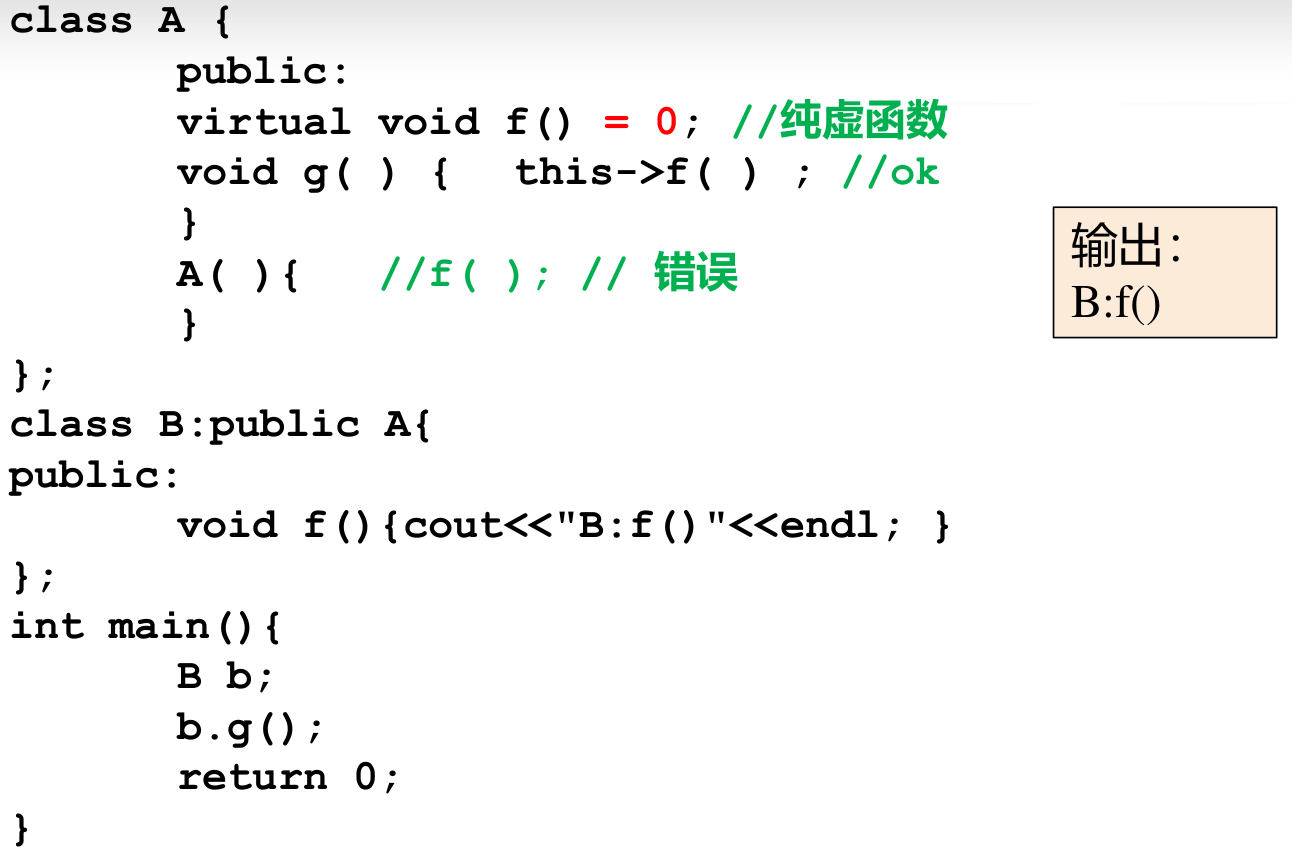 class A {
public:
virtual void f() = 0; //纯虚函数
void g( ) { this->f( ) ; //ok
}
A( ){ //f( ); // 错误
}
};
class B:public A{
public:
void f(){cout<<"B:f()"<<endl; }
};
int main(){
B b;
b.g();
return 0;
}
输出：
B:f()